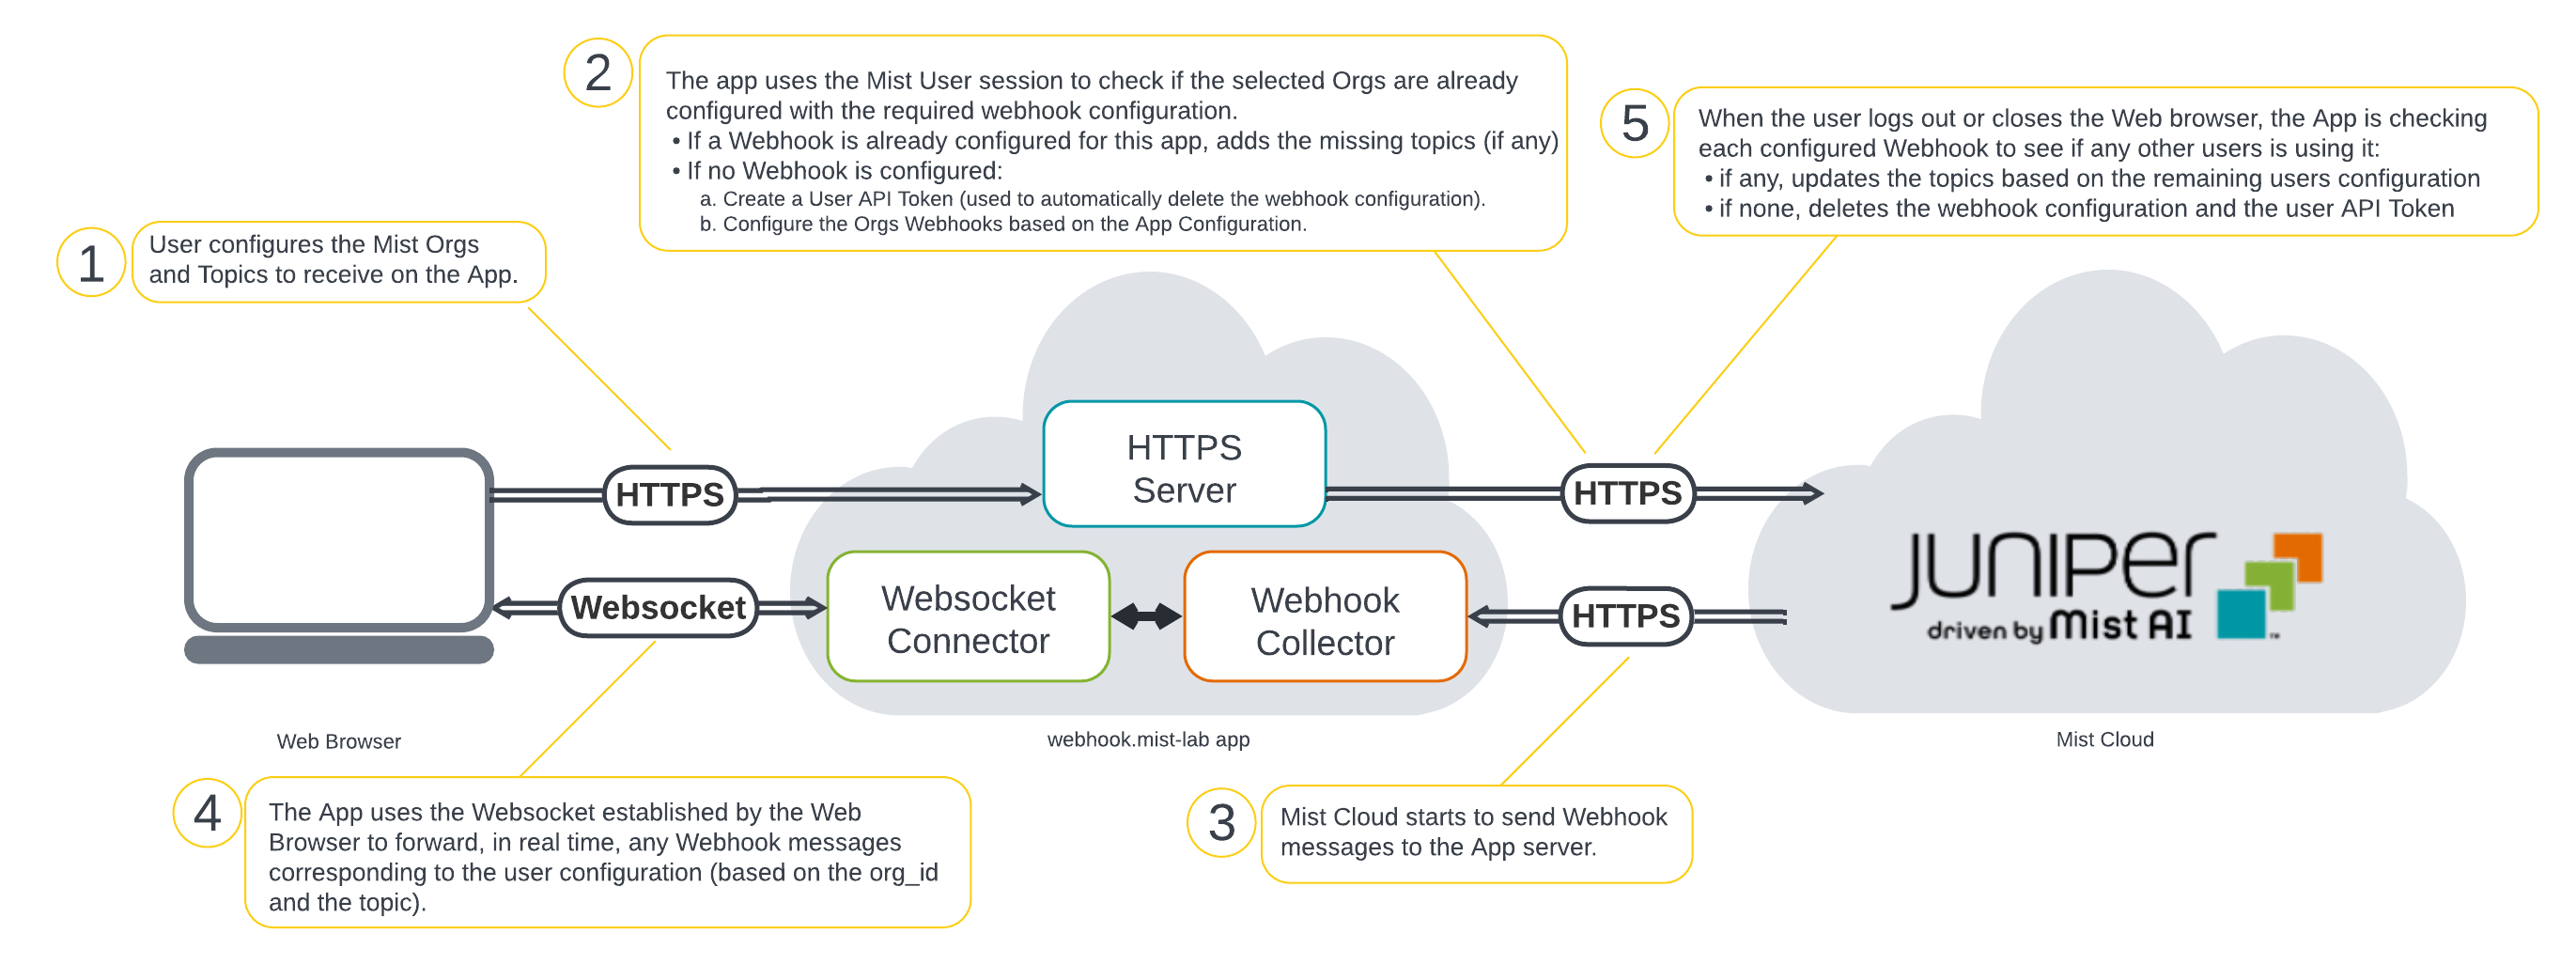 1
User configures the Mist Orgs
and Topics to receive on the App.
2
The app uses the Mist User session to check if the selected Orgs are already
configured with the required webhook configuration.
• If a Webhook is already configured for this app, adds the missing topics (if any)
• If no Webhook is configured:
a. Create a User API Token (used to automatically delete the webhook configuration).
b. Configure the Orgs Webhooks based on the App Configuration.
5
When the user logs out or closes the Web browser, the App is checking
each configured Webhook to see if any other users is using it:
• if any, updates the topics based on the remaining users configuration
• if none, deletes the webhook configuration and the user API Token
HTTPS
HTTPS
Server
HTTPS
Websocket
Websocket
Connector
Webhook
Collector
HTTPS
JUNIPer
driven by Mist AI
TM
Web Browser
webhook.mist-lab app
Mist Cloud
4
The App uses the Websocket established by the Web
Browser to forward, in real time, any Webhook messages
corresponding to the user configuration (based on the org_id
and the topic).
3
Mist Cloud starts to send Webhook
messages to the App server.